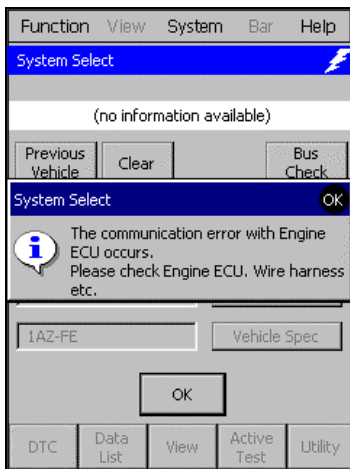 Function View System Bar Help
System Select
(no information available)
Previous Vehicle Clear Bus Check
System Select OK
The communication error with Engine
ECU occurs.
Please check Engine ECU. Wire harness
etc.
1AZ-FE Vehicle Spec
OK
DTC Data List View Active Test Utility